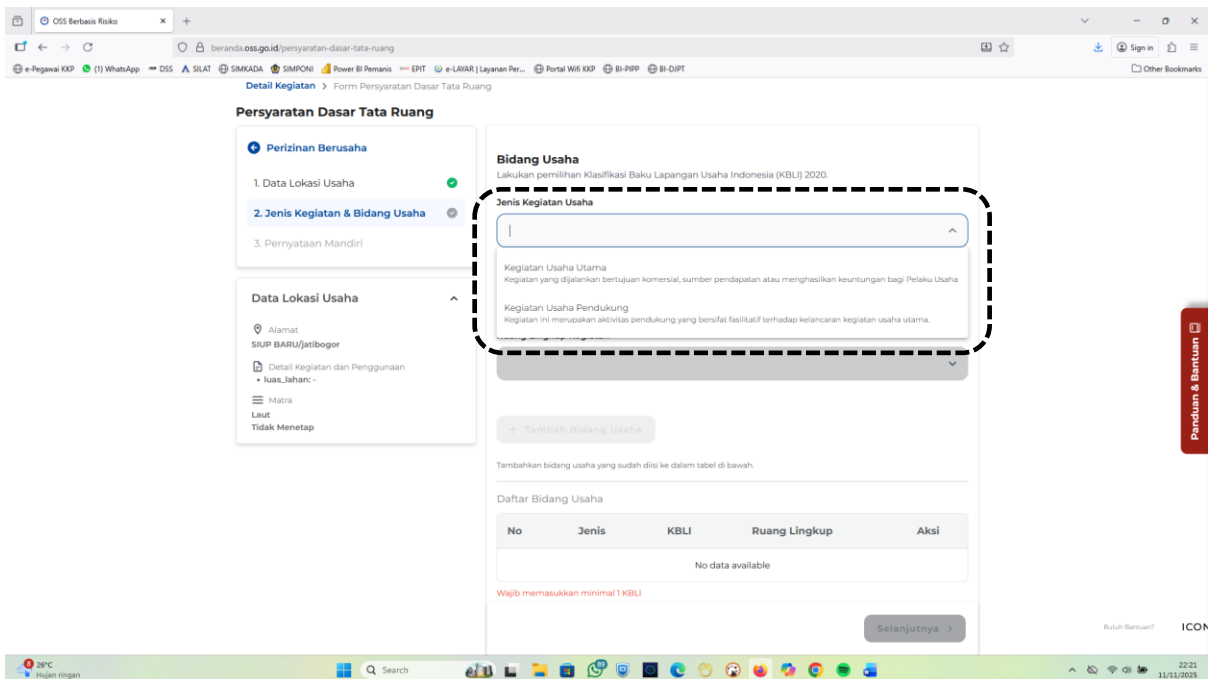 OSS Berbasis Risiko
beranda.oss.go.id/persyaratan-dasar-tata-ruang
Sign in
e-Pegawai KKP
(1) WhatsApp
DSS
SILAT
SIMKADA
SIMPONI
Power BI Pemanis
EPIT
e-LAYAR | Layanan Per...
Portal Wifi KKP
BI-PIPP
BI-DJPT
Other Bookmarks
Detail Kegiatan > Form Persyaratan Dasar Tata Ruang
Persyaratan Dasar Tata Ruang
Perizinan Berusaha
1. Data Lokasi Usaha
2. Jenis Kegiatan & Bidang Usaha
3. Pernyataan Mandiri
Data Lokasi Usaha
Alamat
SIUP BARU/jatibogor
Detail Kegiatan dan Penggunaan
• luas_lahan: -
Matra
Laut
Tidak Menetap
Bidang Usaha
Lakukan pemilihan Klasifikasi Baku Lapangan Usaha Indonesia (KBLI) 2020.
Jenis Kegiatan Usaha
Kegiatan Usaha Utama
Kegiatan yang dijalankan bertujuan komersial, sumber pendapatan atau menghasilkan keuntungan bagi Pelaku Usaha
Kegiatan Usaha Pendukung
Kegiatan ini merupakan aktivitas pendukung yang bersifat fasilitatif terhadap kelancaran kegiatan usaha utama.
+ Tambah Bidang Usaha
Tambahkan bidang usaha yang sudah diisi ke dalam tabel di bawah.
Daftar Bidang Usaha
No Jenis KBLI Ruang Lingkup Aksi
No data available
Wajib memasukkan minimal 1 KBLI
Selanjutnya >
Panduan & Bantuan
Butuh Bantuan?
ICON
8
26°C
Hujan ringan
Search
22:21
11/11/2025